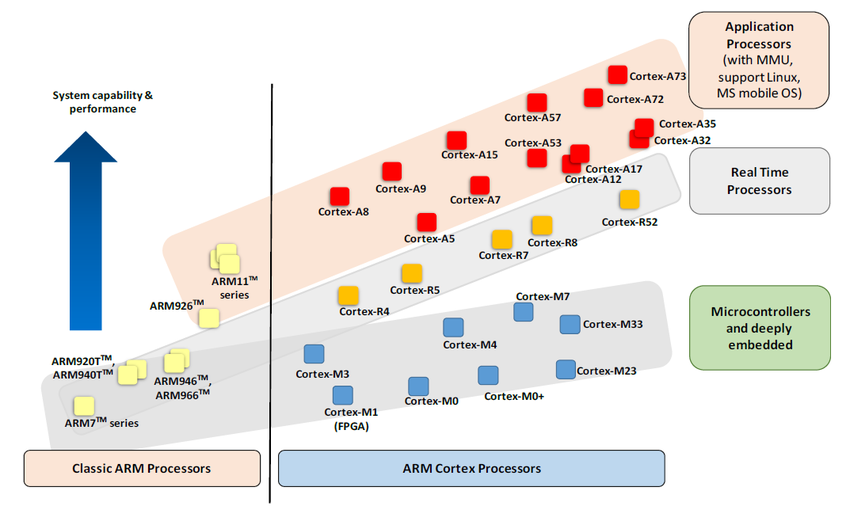 Application
Processors
(with MMU,
support Linux,
MS mobile OS)
System capability &
performance
Cortex-A73
Cortex-A72
Cortex-A57
Cortex-A35
Cortex-A32
Cortex-A53
Cortex-A15
Cortex-A17
Cortex-A12
Cortex-A9
Cortex-A7
Cortex-A8
Cortex-A5
Real Time
Processors
Cortex-R52
Cortex-R8
Cortex-R7
Cortex-R5
Cortex-R4
ARM11™
series
ARM926™
ARM920T™,
ARM940T™
ARM946™,
ARM966™
ARM7™ series
Microcontrollers
and deeply
embedded
Cortex-M7
Cortex-M33
Cortex-M4
Cortex-M3
Cortex-M23
Cortex-M0+
Cortex-M0
Cortex-M1
(FPGA)
Classic ARM Processors
ARM Cortex Processors